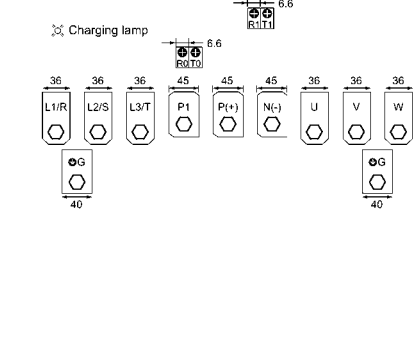 6.6
R1 T1
Charging lamp
6.6
R0 T0
36 36 36 45 45 45 36 36 36
L1/R L2/S L3/T P1 P(+) N(-) U V W
G G
40 40